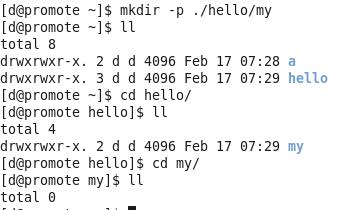 [d@promote ~]$ mkdir -p ./hello/my
[d@promote ~]$ ll
total 8
drwxrwxr-x. 2 d d 4096 Feb 17 07:28 a
drwxrwxr-x. 3 d d 4096 Feb 17 07:29 hello
[d@promote ~]$ cd hello/
[d@promote hello]$ ll
total 4
drwxrwxr-x. 2 d d 4096 Feb 17 07:29 my
[d@promote hello]$ cd my/
[d@promote my]$ ll
total 0